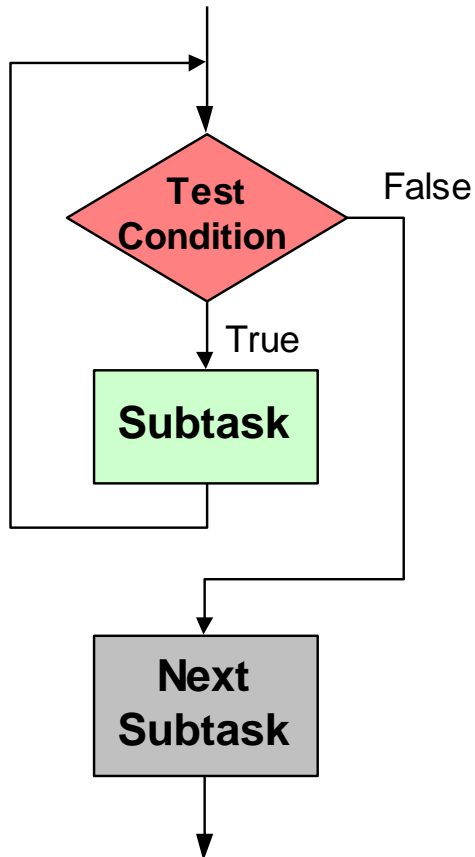 Test
Condition
False
True
Subtask
Next
Subtask